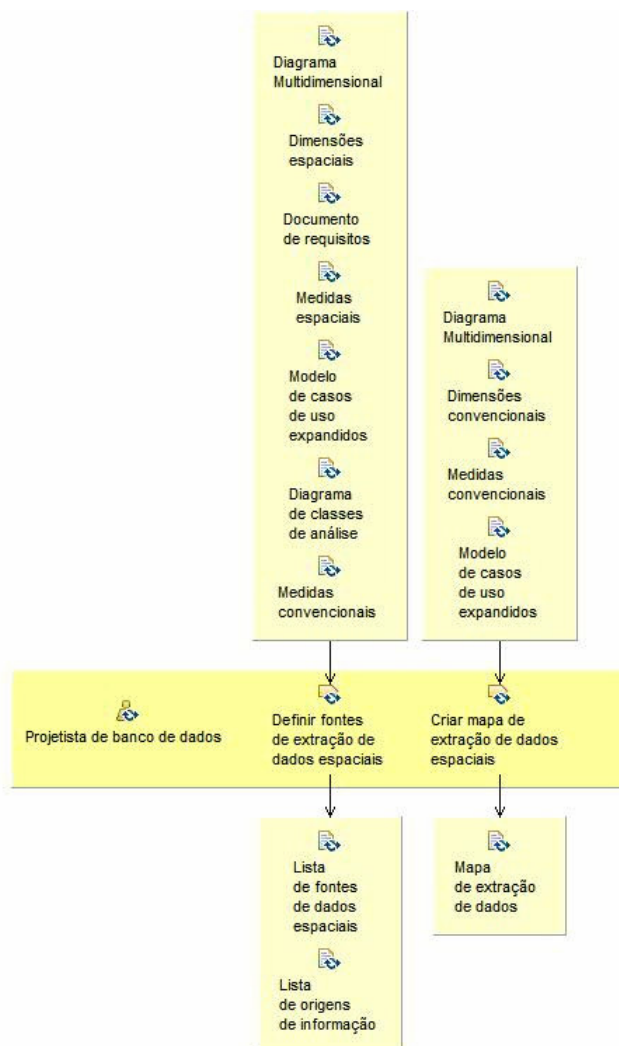 Diagrama
Multidimensional
Dimensões
espaciais
Documento
de requisitos
Medidas
espaciais
Modelo
de casos
de uso
expandidos
Diagrama
de classes
de análise
Medidas
convencionais
Diagrama
Multidimensional
Dimensões
convencionais
Medidas
convencionais
Modelo
de casos
de uso
expandidos
Projetista de banco de dados
Definir fontes
de extração de
dados espaciais
Criar mapa de
extração de dados
espaciais
Lista
de fontes
de dados
espaciais
Lista
de origens
de informação
Mapa
de extração
de dados